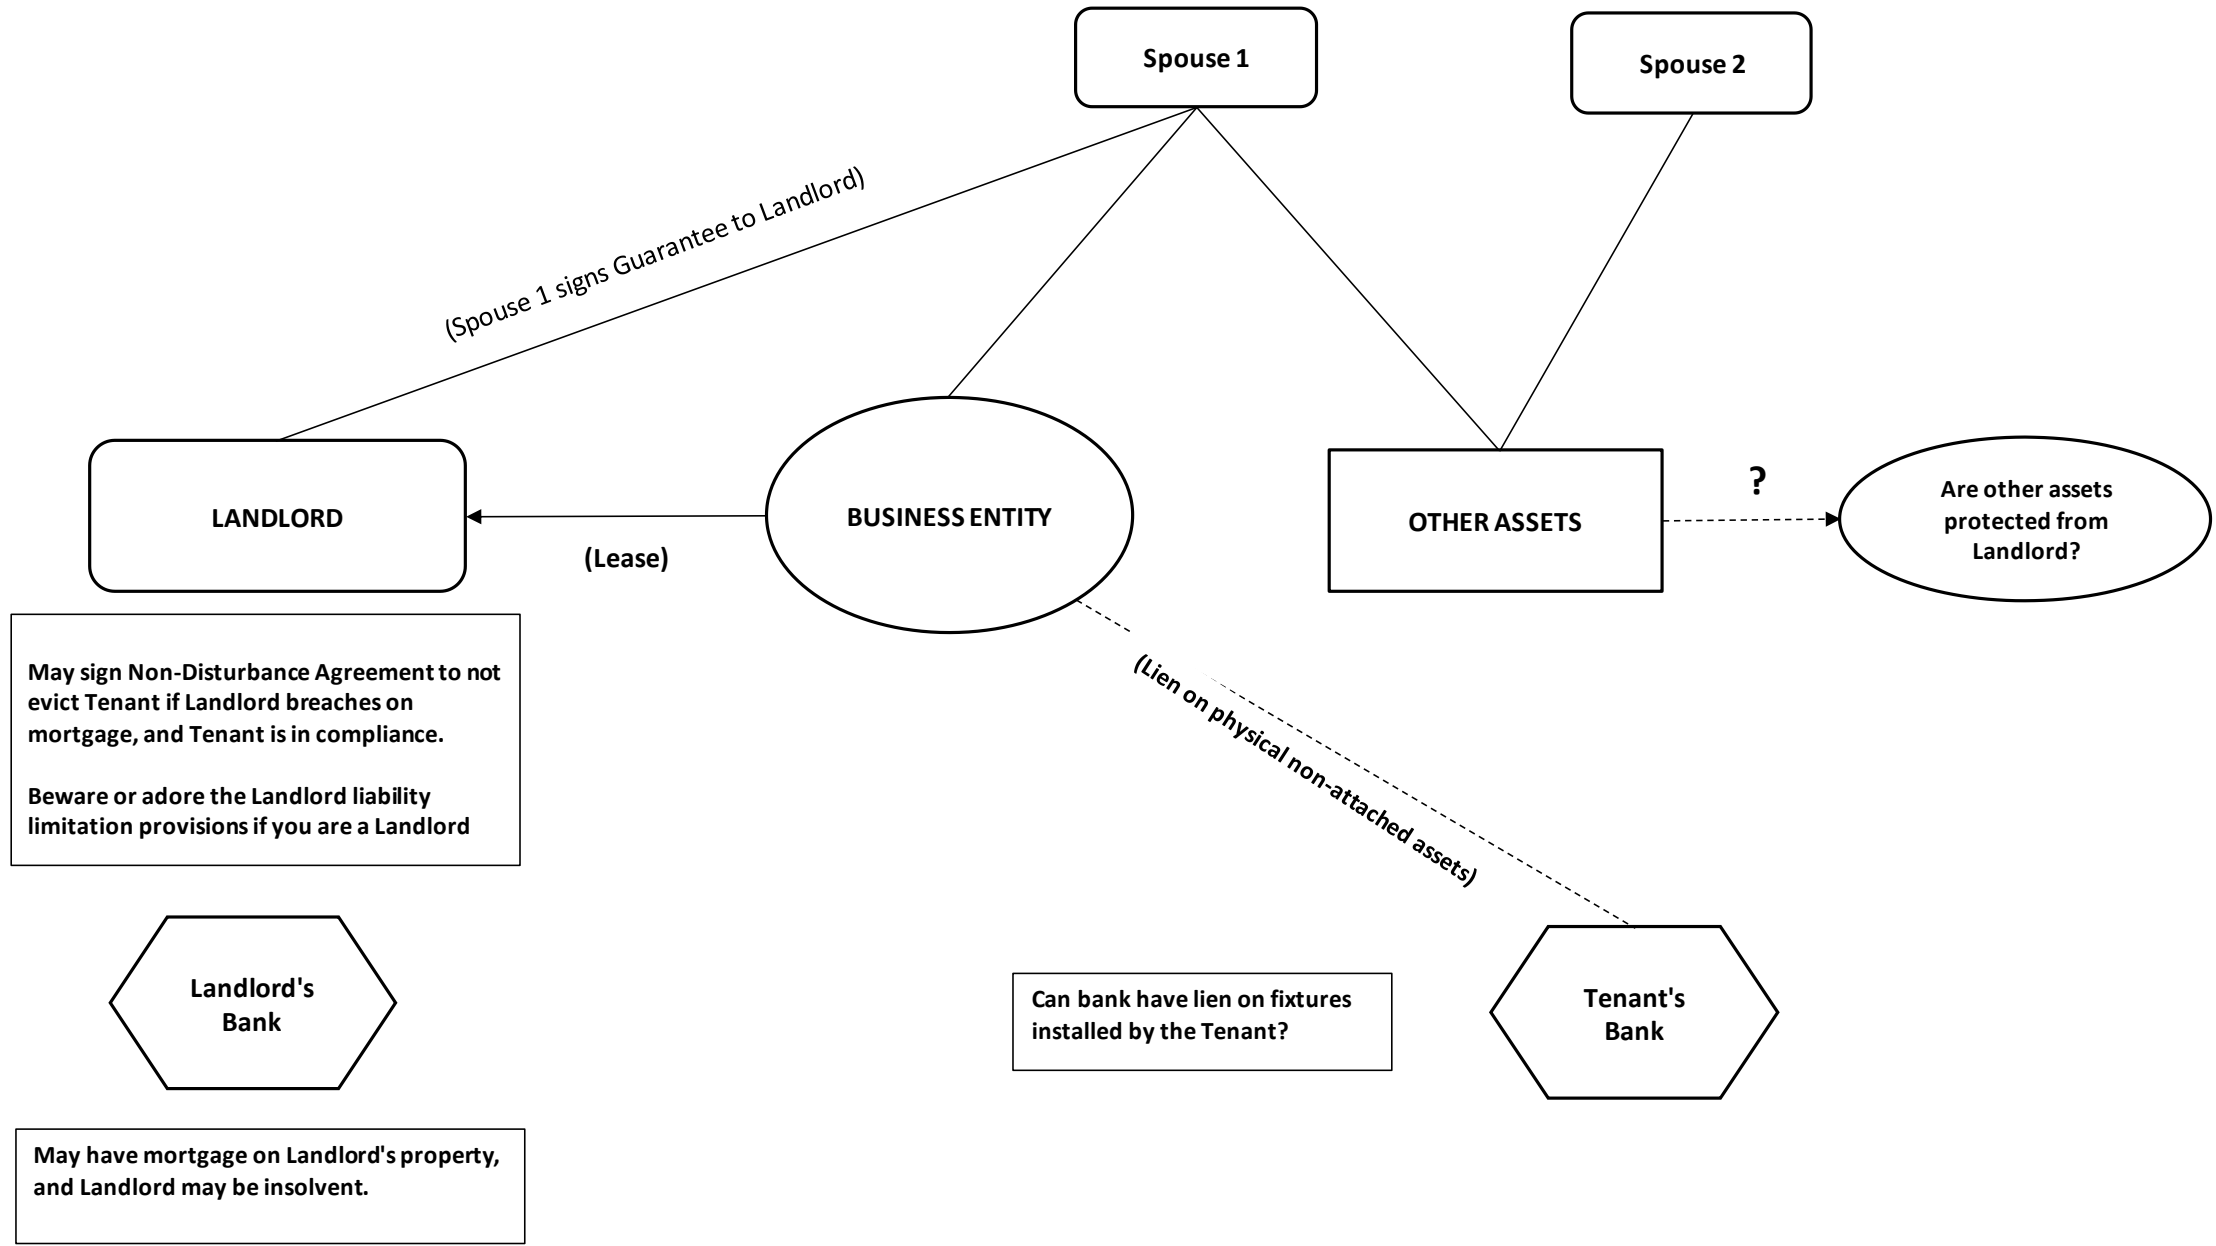 Spouse 1
Spouse 2
(Spouse 1 signs Guarantee to Landlord)
LANDLORD
(Lease)
BUSINESS ENTITY
OTHER ASSETS
?
Are other assets
protected from
Landlord?
May sign Non-Disturbance Agreement to not
evict Tenant if Landlord breaches on
mortgage, and Tenant is in compliance.
Beware or adore the Landlord liability
limitation provisions if you are a Landlord
(Lien on physical non-attached assets)
Landlord's
Bank
Can bank have lien on fixtures
installed by the Tenant?
Tenant's
Bank
May have mortgage on Landlord's property,
and Landlord may be insolvent.